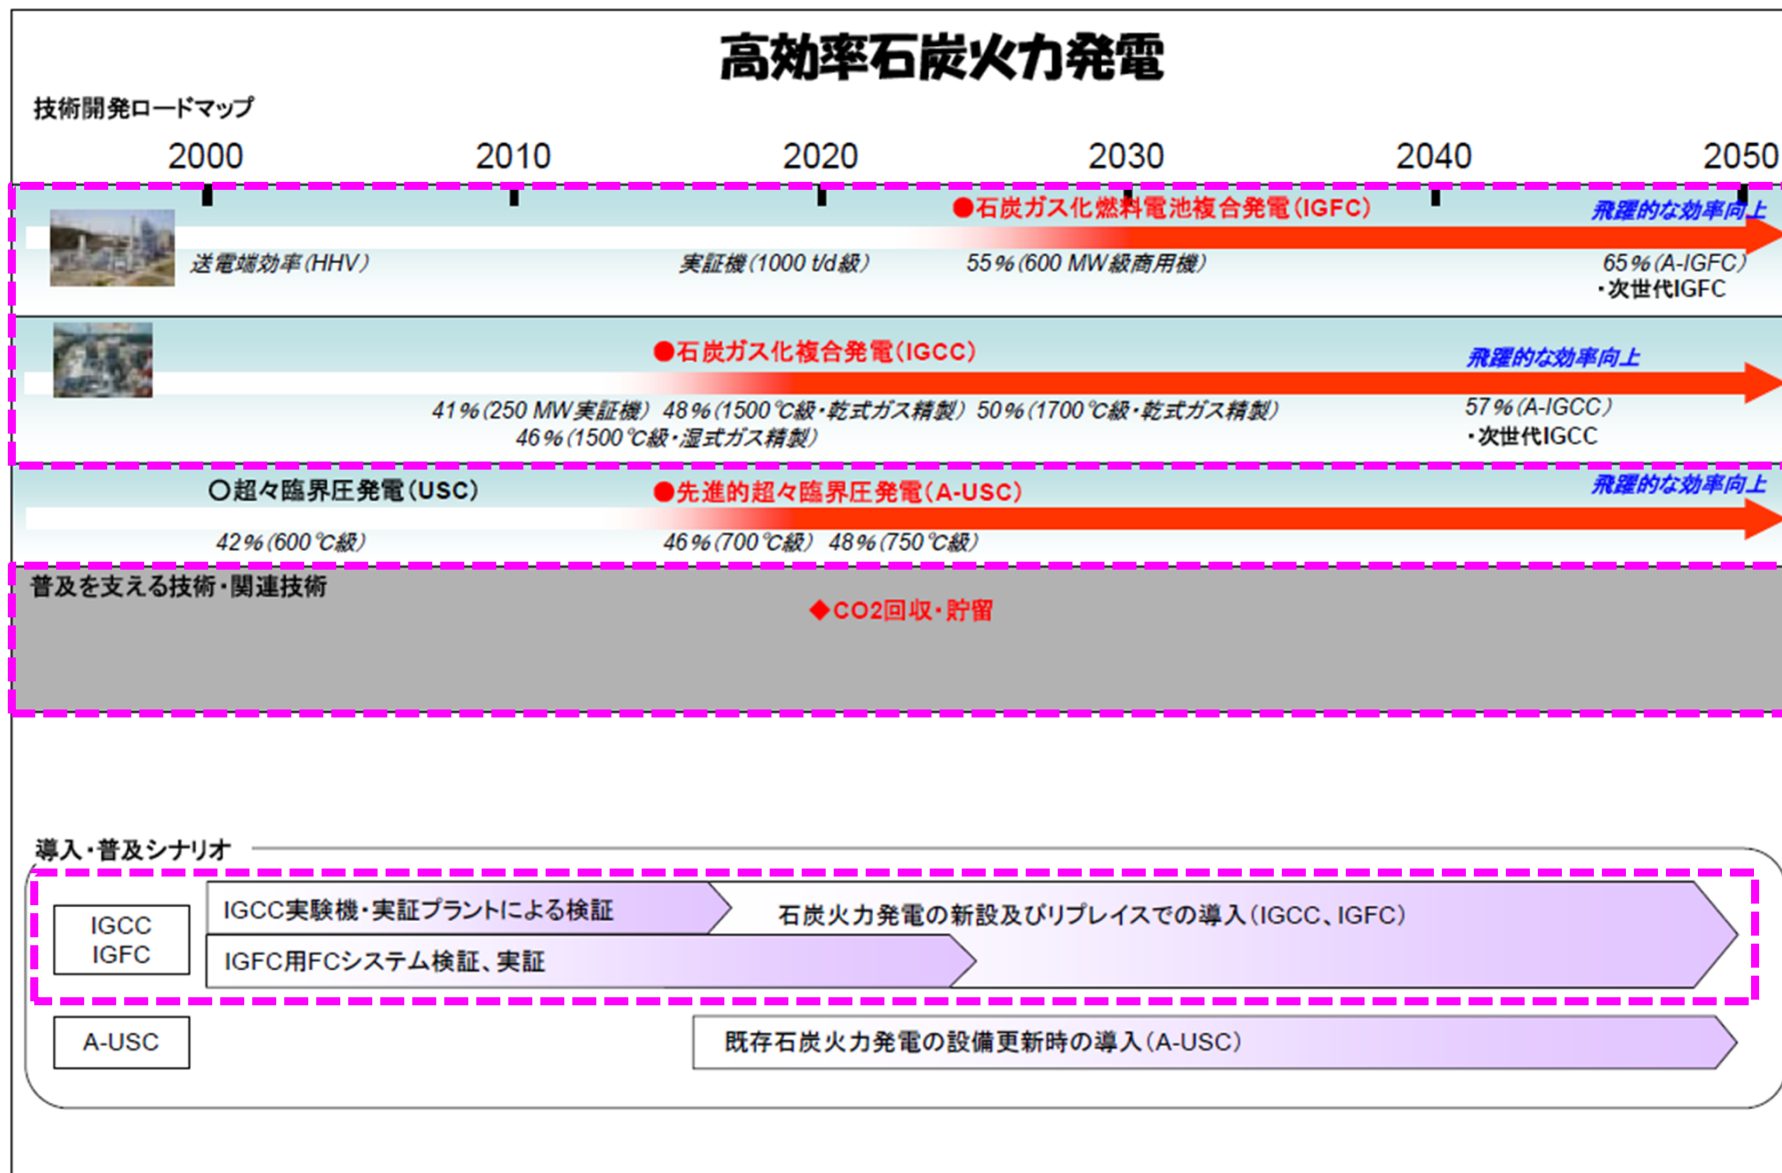 高効率石炭火力発電
技術開発ロードマップ
2000 2010 2020 2030 2040 2050
●石炭ガス化燃料電池複合発電(IGFC) 飛躍的な効率向上
送電端効率(HHV) 実証機(1000 t/d級) 55%(600 MW級商用機) 65%(A-IGFC)
・次世代IGFC
●石炭ガス化複合発電(IGCC) 飛躍的な効率向上
41%(250 MW実証機) 48%(1500℃級・乾式ガス精製) 50%(1700℃級・乾式ガス精製) 57%(A-IGCC)
46%(1500℃級・湿式ガス精製) ・次世代IGCC
○超々臨界圧発電(USC) ●先進的超々臨界圧発電(A-USC) 飛躍的な効率向上
42%(600℃級) 46%(700℃級) 48%(750℃級)
普及を支える技術・関連技術
◆CO2回収・貯留
導入・普及シナリオ
IGCC
IGFC
IGCC実験機・実証プラントによる検証
石炭火力発電の新設及びリプレイスでの導入(IGCC、IGFC)
IGFC用FCシステム検証、実証
A-USC
既存石炭火力発電の設備更新時の導入(A-USC)